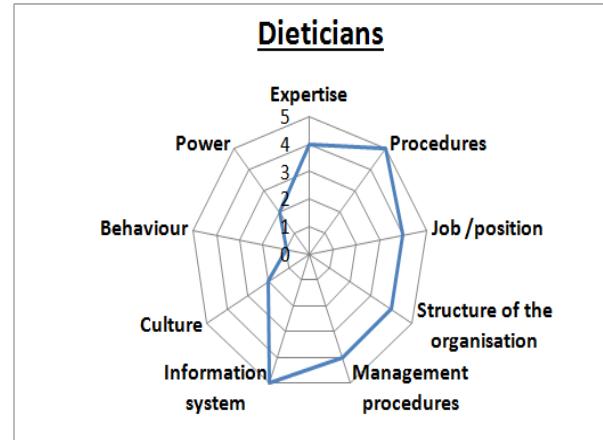 Dieticians
Expertise
Power
Procedures
5
4
3
2
1
0
Behaviour
Job /position
Culture
Structure of the
organisation
Information
system
Management
procedures